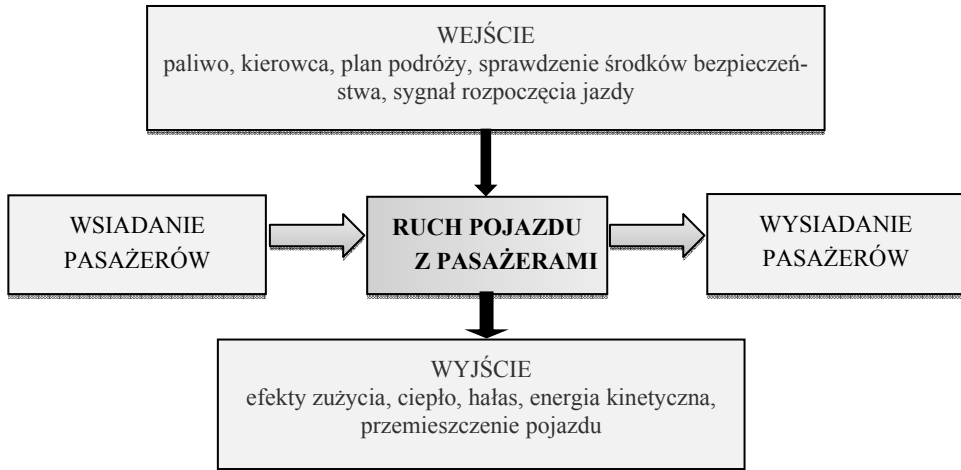 WEJŚCIE
paliwo, kierowca, plan podróży, sprawdzenie środków bezpieczeń-
stwa, sygnał rozpoczęcia jazdy
WSIADANIE
PASAŻERÓW
RUCH POJAZDU
Z PASAŻERAMI
WYSIADANIE
PASAŻERÓW
WYJŚCIE
efekty zużycia, ciepło, hałas, energia kinetyczna,
przemieszczenie pojazdu